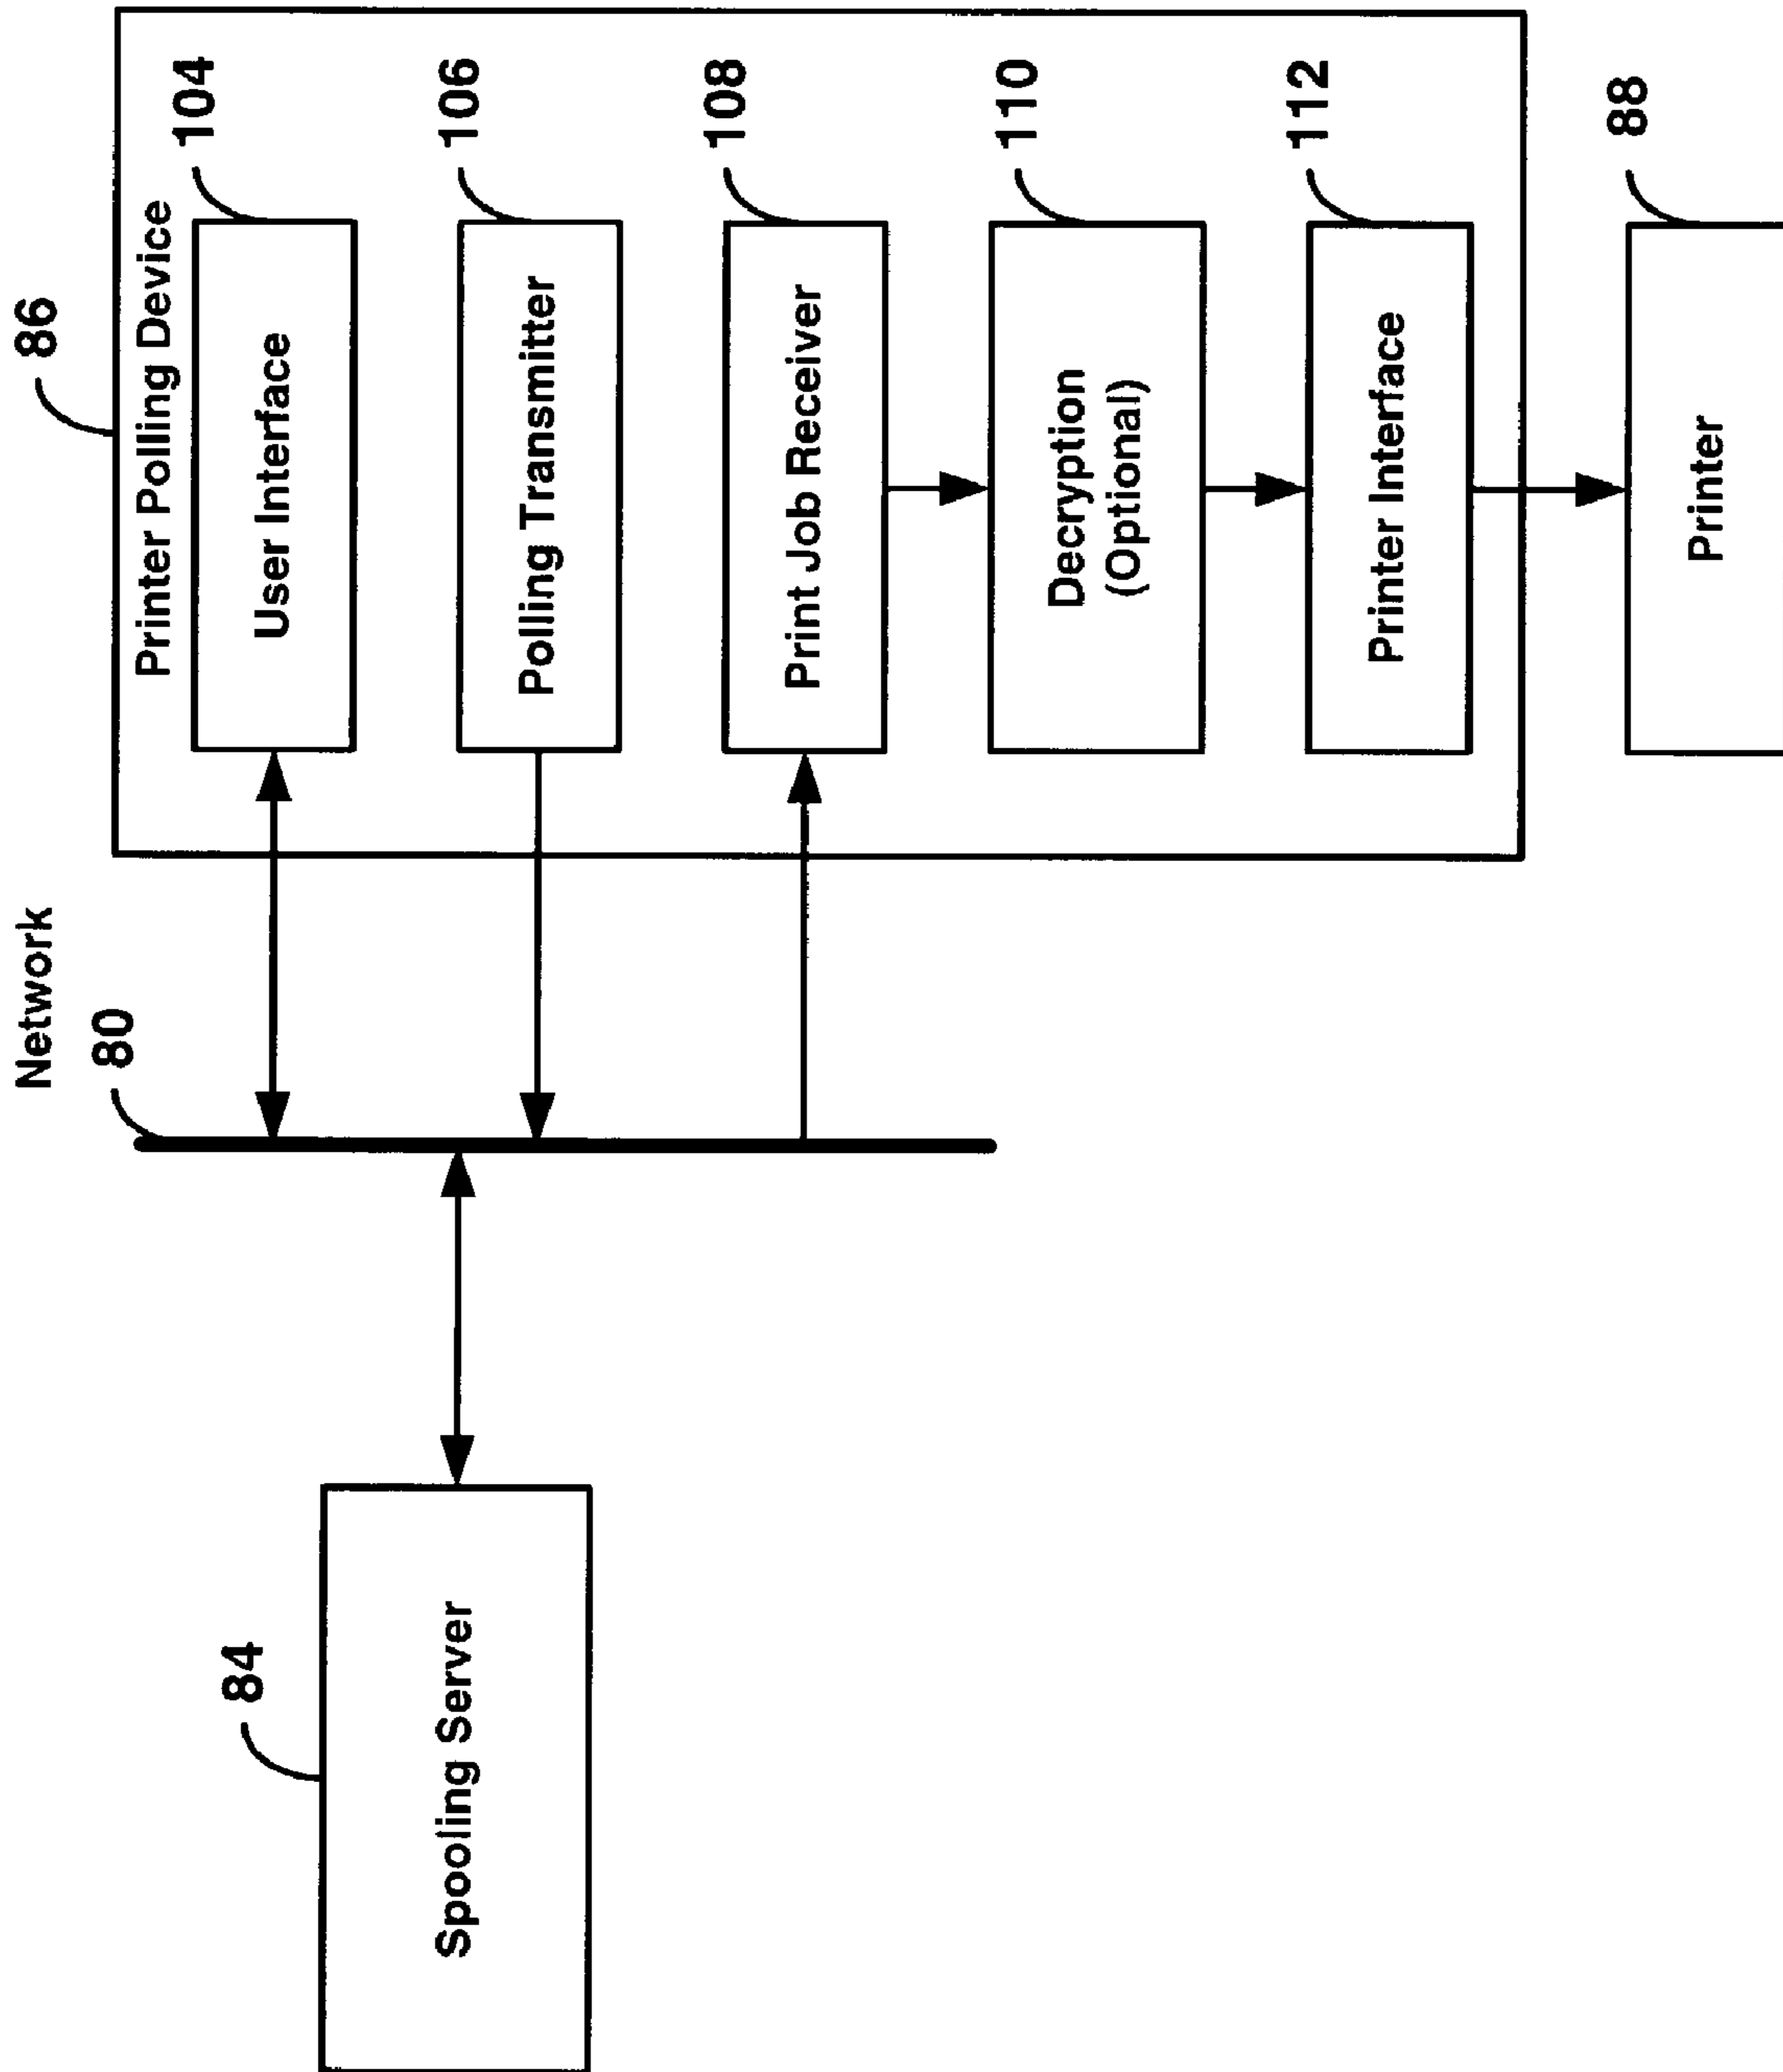 86
Printer Polling Device
104
User Interface
106
Polling Transmitter
108
Print Job Receiver
110
Decryption
(Optional)
112
Printer Interface
88
Printer
Network
80
84
Spooling Server